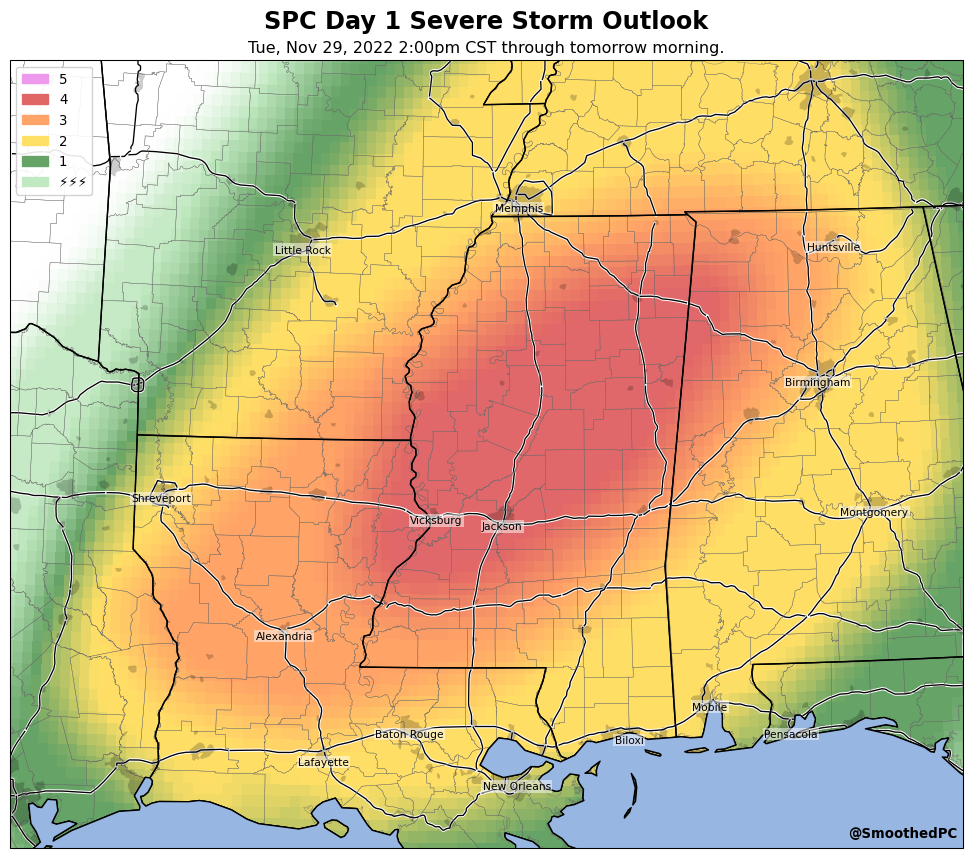 SPC Day 1 Severe Storm Outlook
Tue, Nov 29, 2022 2:00pm CST through tomorrow morning.
5
4
3
2
1
⚡⚡⚡
Memphis
Little Rock
Huntsville
Birmingham
Shreveport
Vicksburg
Jackson
Montgomery
Alexandria
Mobile
Baton Rouge
Pensacola
Biloxi
Lafayette
New Orleans
@SmoothedPC